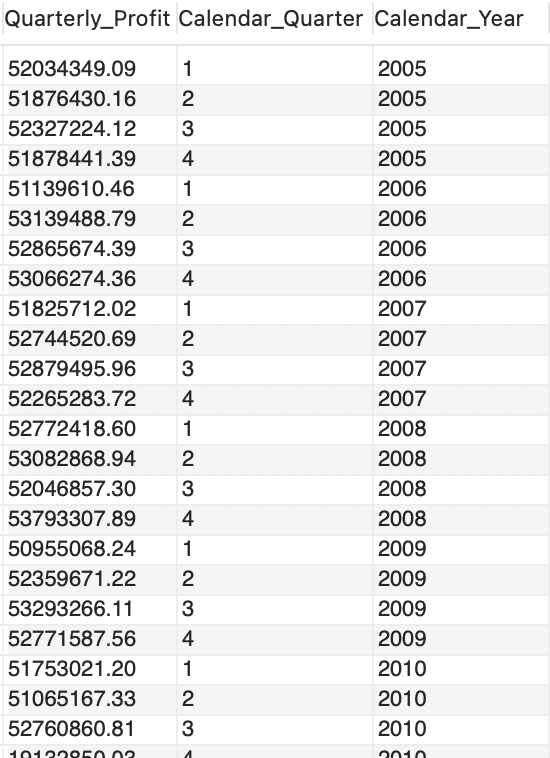 Quarterly_Profit Calendar_Quarter Calendar_Year
52034349.09 1 2005
51876430.16 2 2005
52327224.12 3 2005
51878441.39 4 2005
51139610.46 1 2006
53139488.79 2 2006
52865674.39 3 2006
53066274.36 4 2006
51825712.02 1 2007
52744520.69 2 2007
52879495.96 3 2007
52265283.72 4 2007
52772418.60 1 2008
53082868.94 2 2008
52046857.30 3 2008
53793307.89 4 2008
50955068.24 1 2009
52359671.22 2 2009
53293266.11 3 2009
52771587.56 4 2009
51753021.20 1 2010
51065167.33 2 2010
52760860.81 3 2010
4 2010